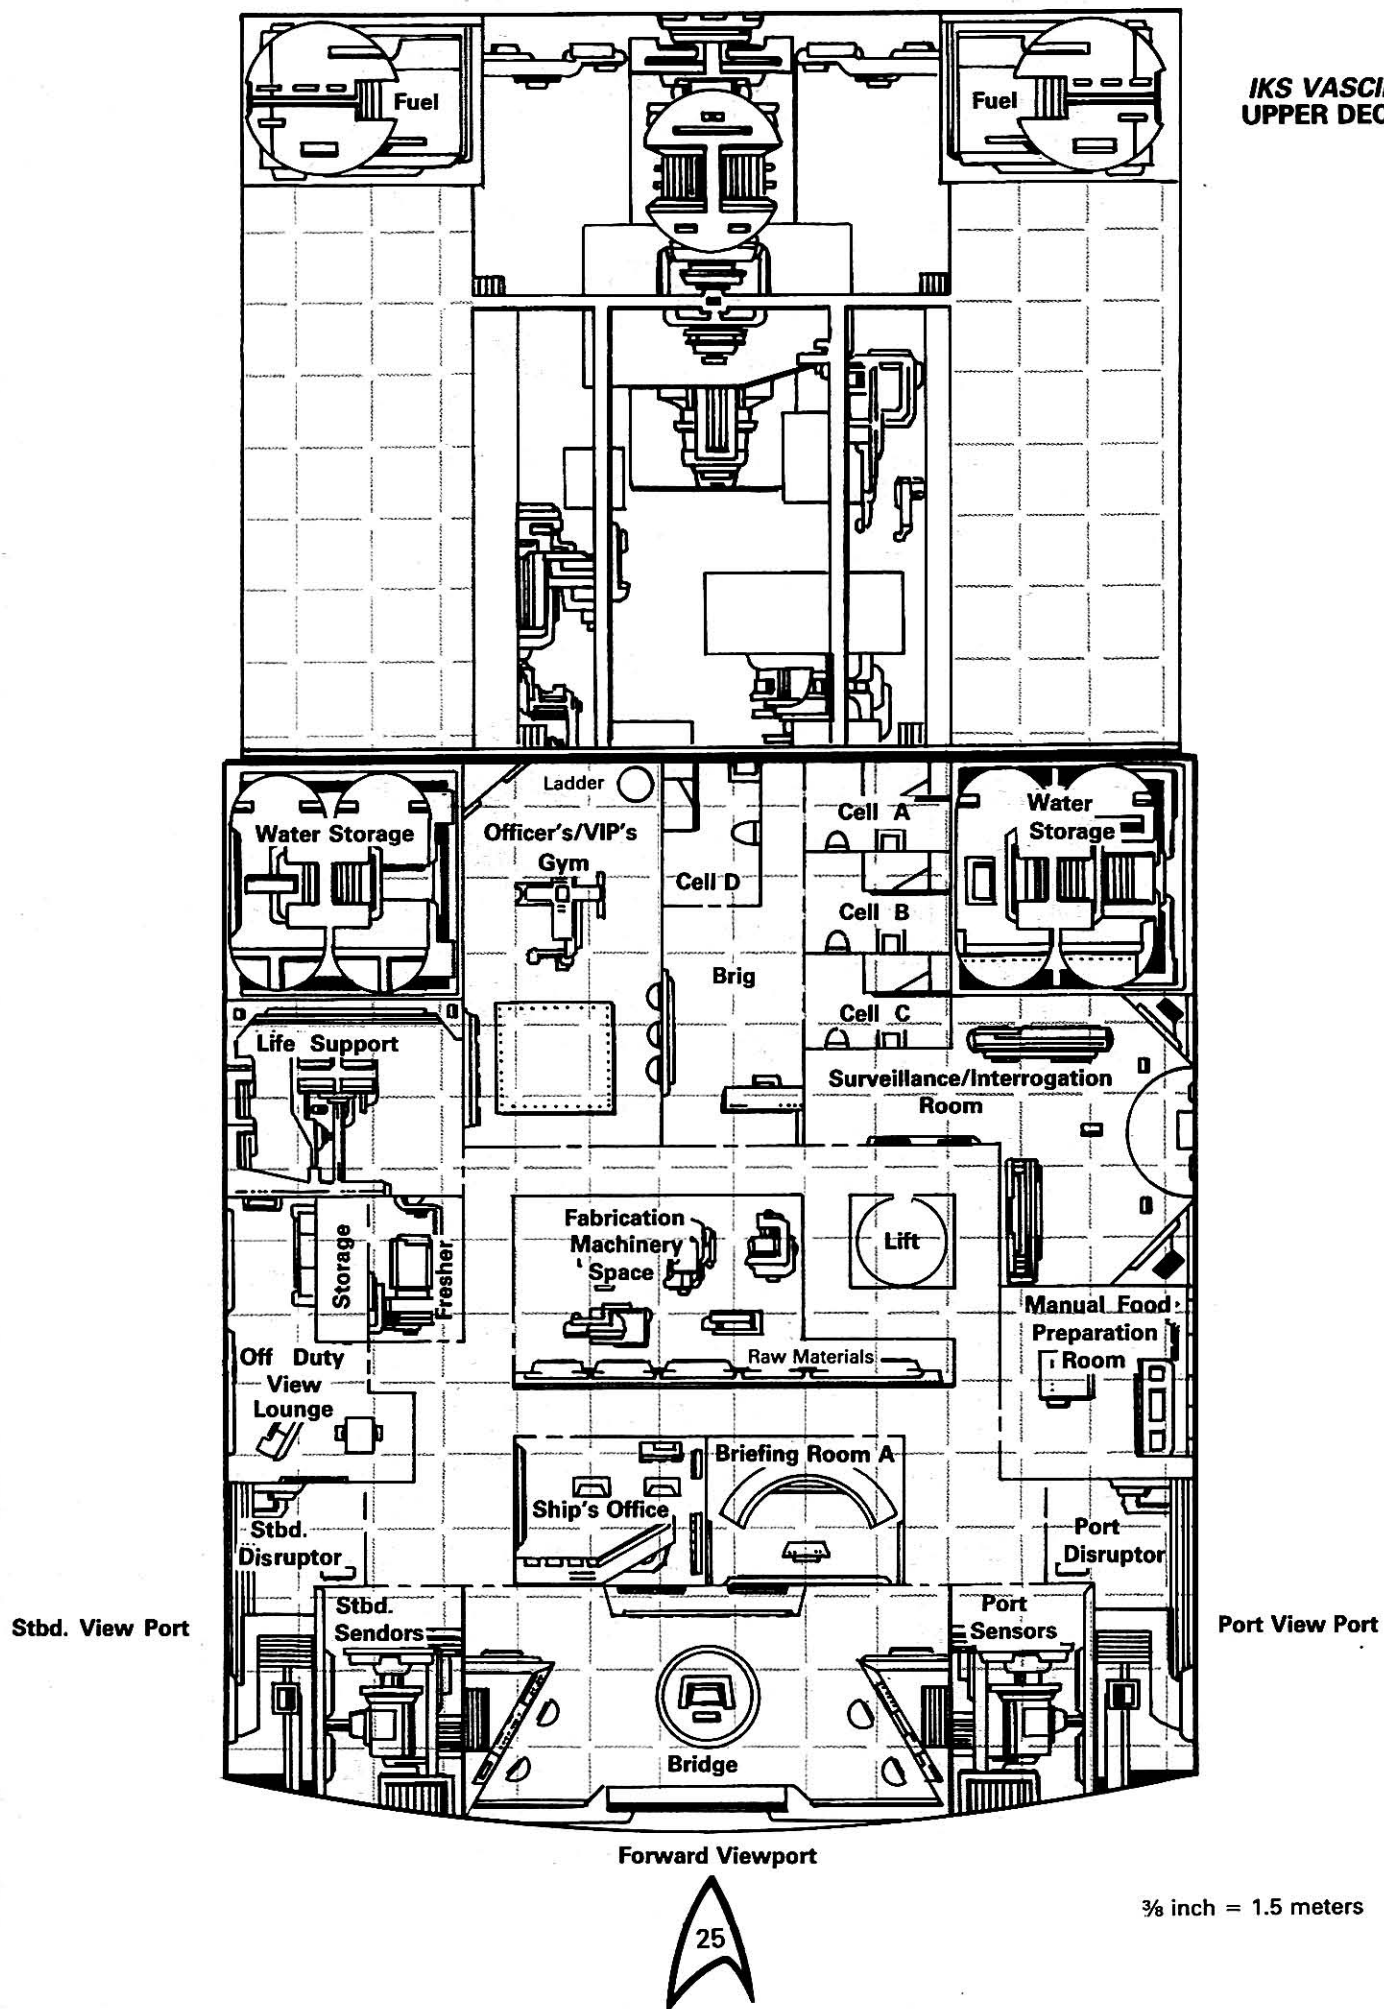 IKS
UPPER
Fuel
Fuel
Ladder
Officer's/VIP's
Gym
Water Storage
Cell D
Cell A
Cell B
Cell C
Brig
Water
Storage
Life Support
Surveillance/Interrogation
Room
Storage
Fresher
Fabrication
Machinery
Space
Lift
Raw Materials
Manual Food
Preparation
Room
Off Duty
View
Lounge
Ship's Office
Briefing Room A
Stbd.
Disruptor
Port
Disruptor
Stbd. View Port
Stbd.
Sendors
Port
Sensors
Port View Port
Bridge
Forward Viewport
25
⅜ inch = 1.5 meters